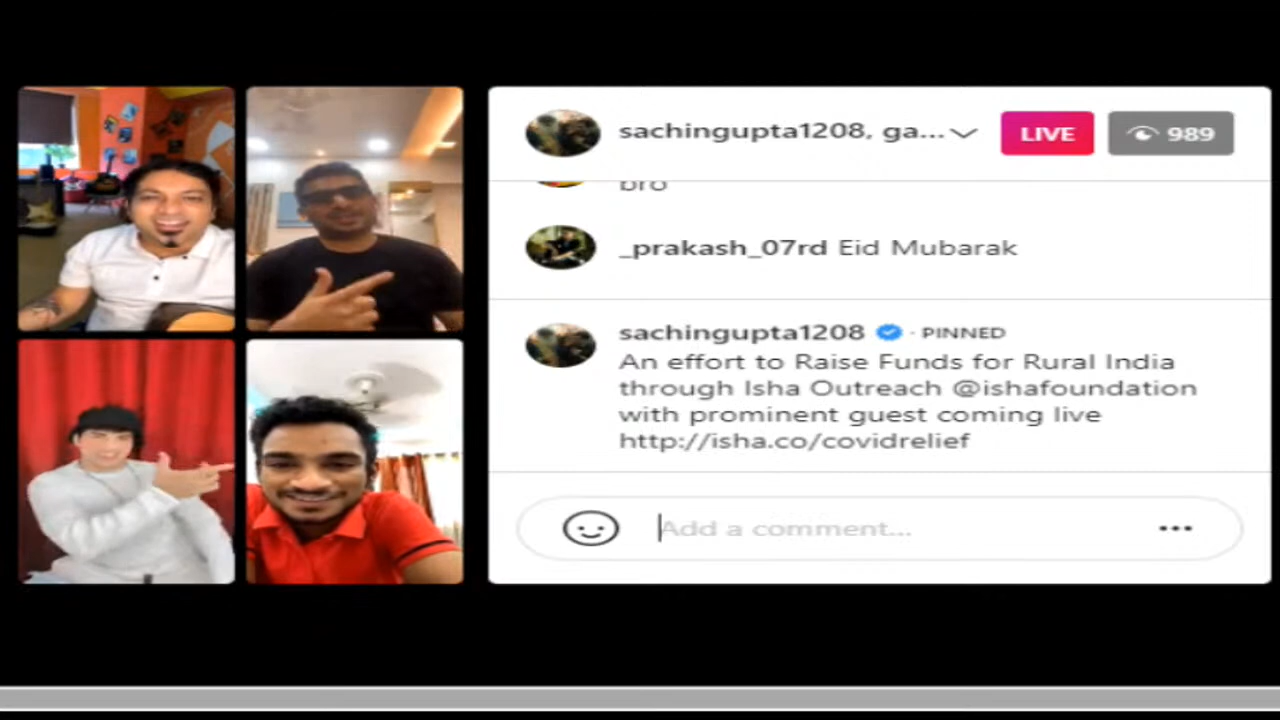 sachingupta1208, ga...
LIVE
989
bro
_prakash_07rd Eid Mubarak
sachingupta1208 · PINNED
An effort to Raise Funds for Rural India
through Isha Outreach @ishafoundation
with prominent guest coming live
http://isha.co/covidrelief
Add a comment...